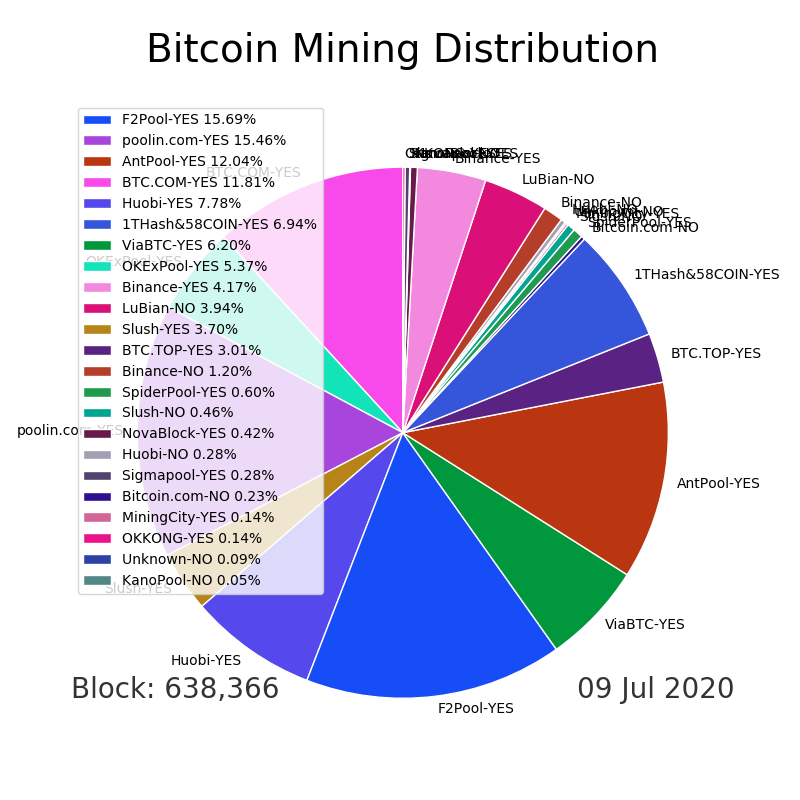 Bitcoin Mining Distribution
F2Pool-YES 15.69%
poolin.com-YES 15.46%
AntPool-YES 12.04%
BTC.COM-YES 11.81%
Huobi-YES 7.78%
1THash&58COIN-YES 6.94%
ViaBTC-YES 6.20%
OKExPool-YES 5.37%
Binance-YES 4.17%
LuBian-NO 3.94%
Slush-YES 3.70%
BTC.TOP-YES 3.01%
Binance-NO 1.20%
SpiderPool-YES 0.60%
Slush-NO 0.46%
NovaBlock-YES 0.42%
Huobi-NO 0.28%
Sigmapool-YES 0.28%
Bitcoin.com-NO 0.23%
MiningCity-YES 0.14%
OKKONG-YES 0.14%
Unknown-NO 0.09%
KanoPool-NO 0.05%
Binance-YES
LuBian-NO
Binance-NO
SpiderPool-YES
Bitcoin.com-NO
1THash&58COIN-YES
BTC.TOP-YES
AntPool-YES
ViaBTC-YES
F2Pool-YES
Huobi-YES
Slush-YES
poolin.com-YES
OKExPool-YES
BTC.COM-YES
Block: 638,366
09 Jul 2020